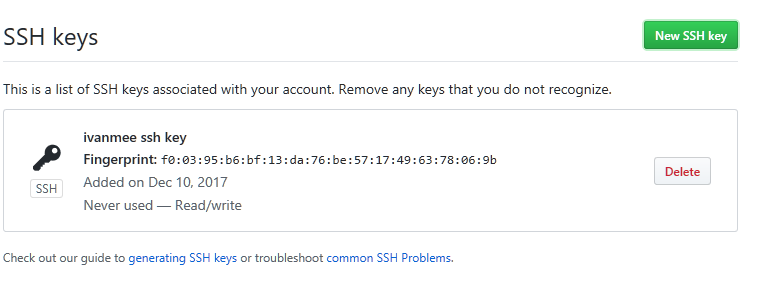 SSH keys
New SSH key
This is a list of SSH keys associated with your account. Remove any keys that you do not recognize.
ivanmee ssh key
Fingerprint: f0:03:95:b6:bf:13:da:76:be:57:17:49:63:78:06:9b
Added on Dec 10, 2017
Never used — Read/write
SSH
Delete
Check out our guide to generating SSH keys or troubleshoot common SSH Problems.